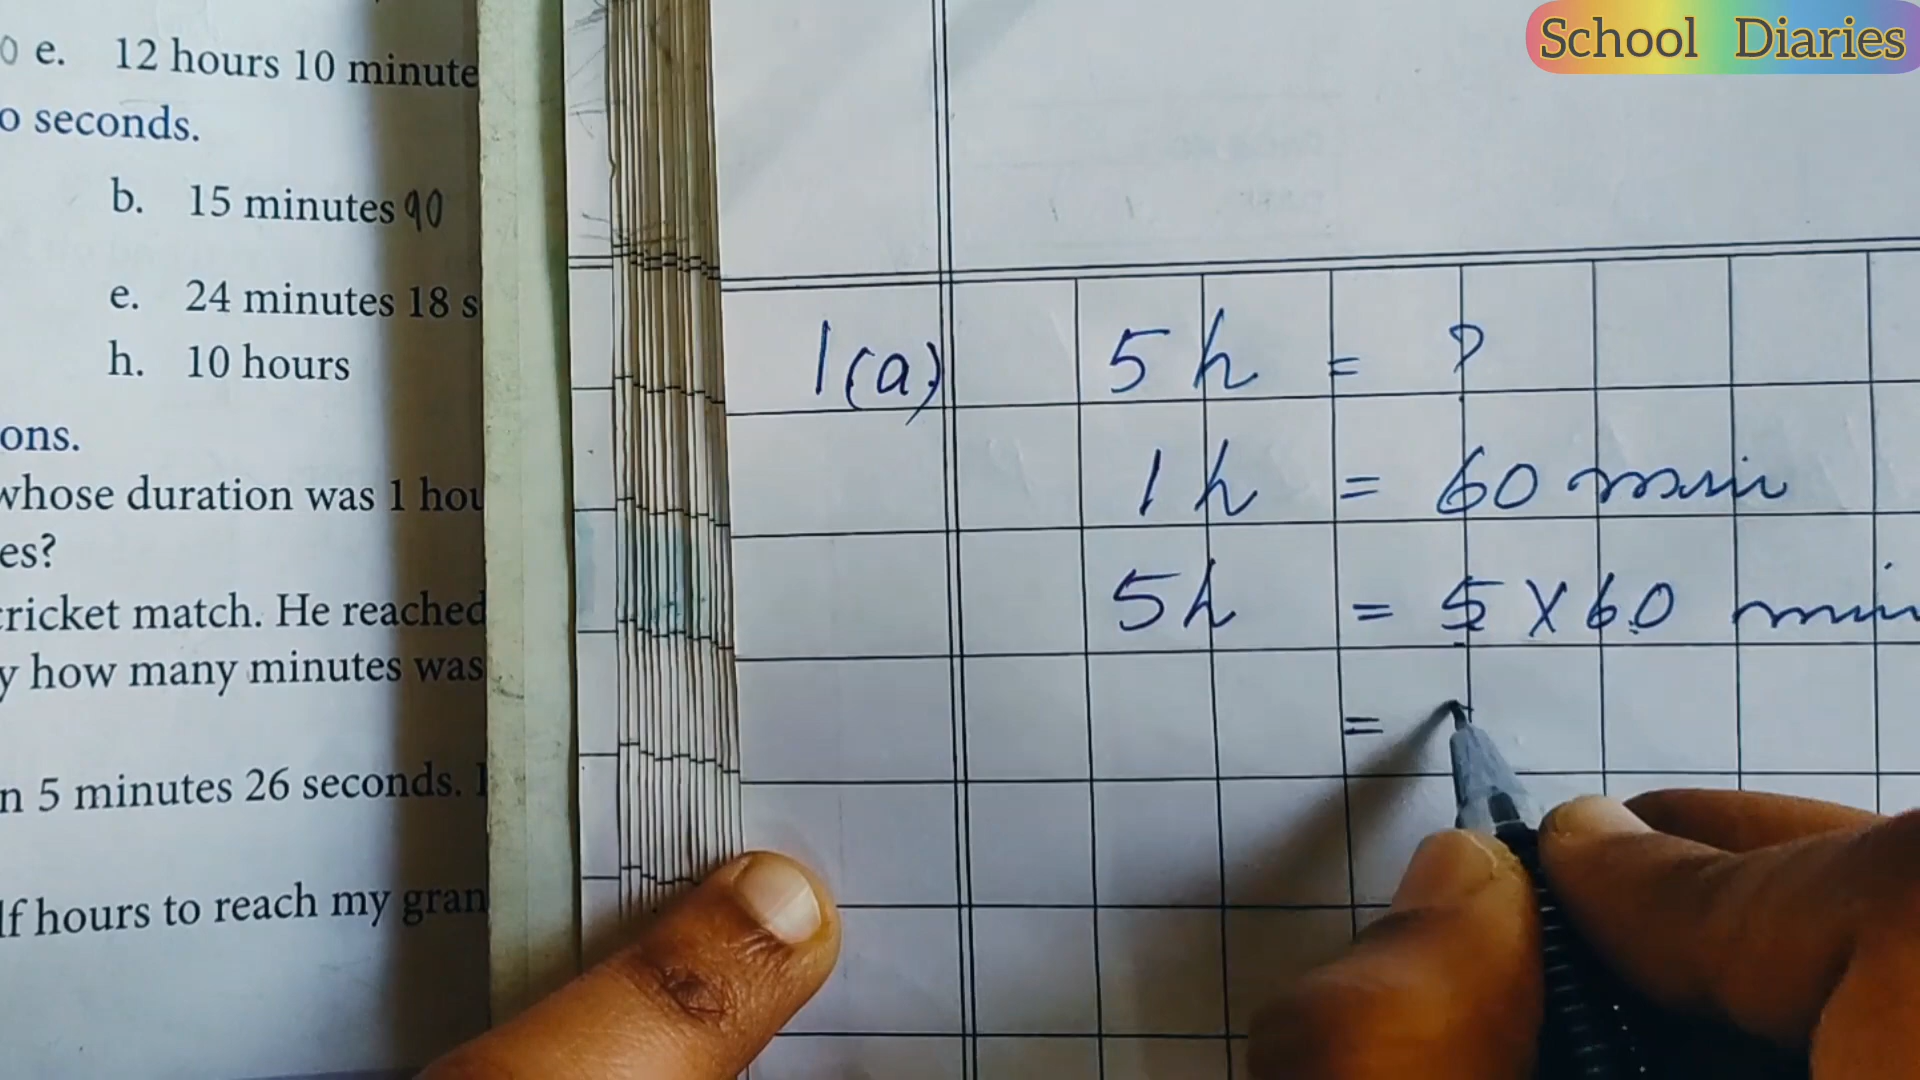 School Diaries
e. 12 hours 10 minute
o seconds.
b. 15 minutes 90
e. 24 minutes 18 s
h. 10 hours
ons.
whose duration was 1 hou
es?
cricket match. He reached
y how many minutes was
n 5 minutes 26 seconds.
lf hours to reach my gran
1(a) 5 h = ?
1 h = 60 min
5h = 5 X 60 min
=